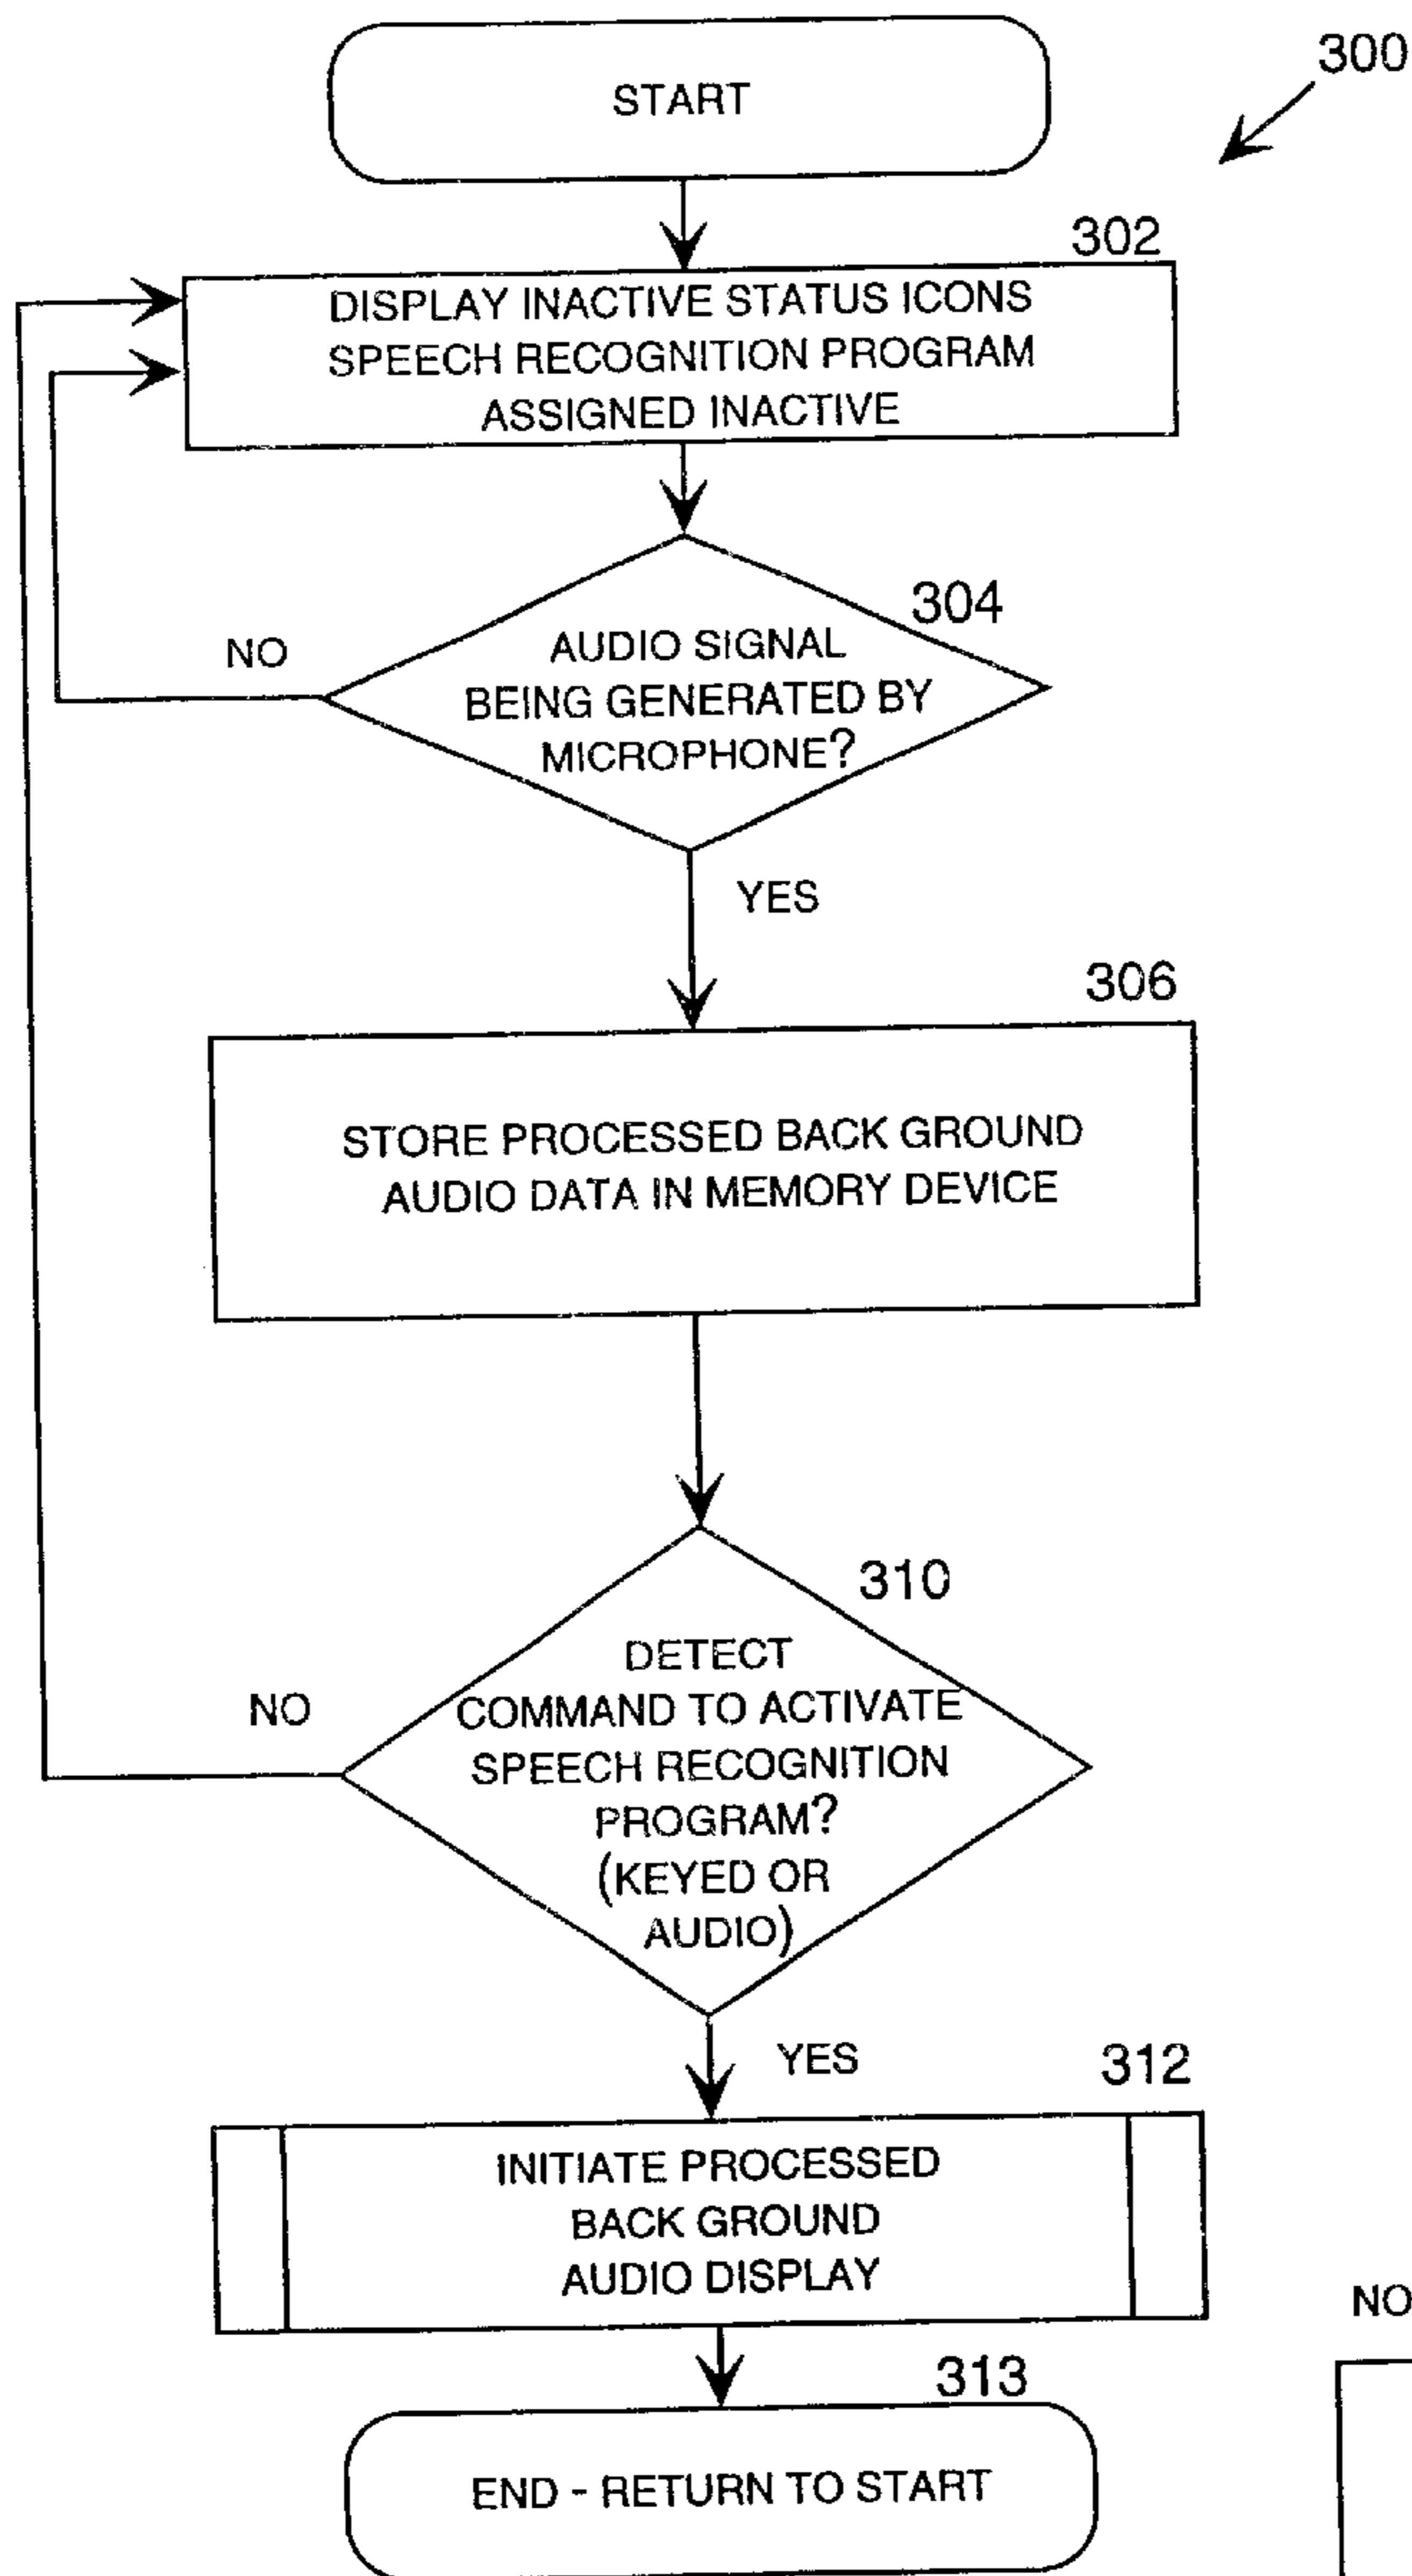 300
START
302
DISPLAY INACTIVE STATUS ICONS
SPEECH RECOGNITION PROGRAM
ASSIGNED INACTIVE
304
NO
AUDIO SIGNAL
BEING GENERATED BY
MICROPHONE?
YES
306
STORE PROCESSED BACK GROUND
AUDIO DATA IN MEMORY DEVICE
310
NO
DETECT
COMMAND TO ACTIVATE
SPEECH RECOGNITION
PROGRAM?
(KEYED OR
AUDIO)
YES
312
INITIATE PROCESSED
BACK GROUND
AUDIO DISPLAY
NO
313
END - RETURN TO START